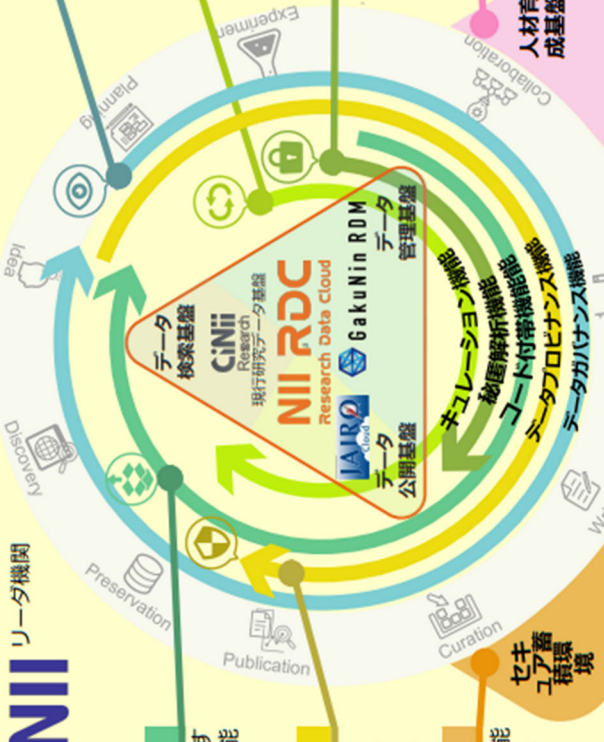 NII
リーダ機関
Discovery
Idea
Planning
Experiment
Collaboration
Preservation
Publication
Curation
人材育
成基盤
データ
検索基盤
CiNii
Research
現行研究データ基盤
NII RDC
Research Data Cloud
JAIRO
Cloud
GakuNin RDM
データ
公開基盤
データ
管理基盤
キュレーション機能
秘匿解析機能
コード付帯機能
データプロビナンス機能
データガバナンス機能
セキ
ュア蓄
積環
境
す
能
能